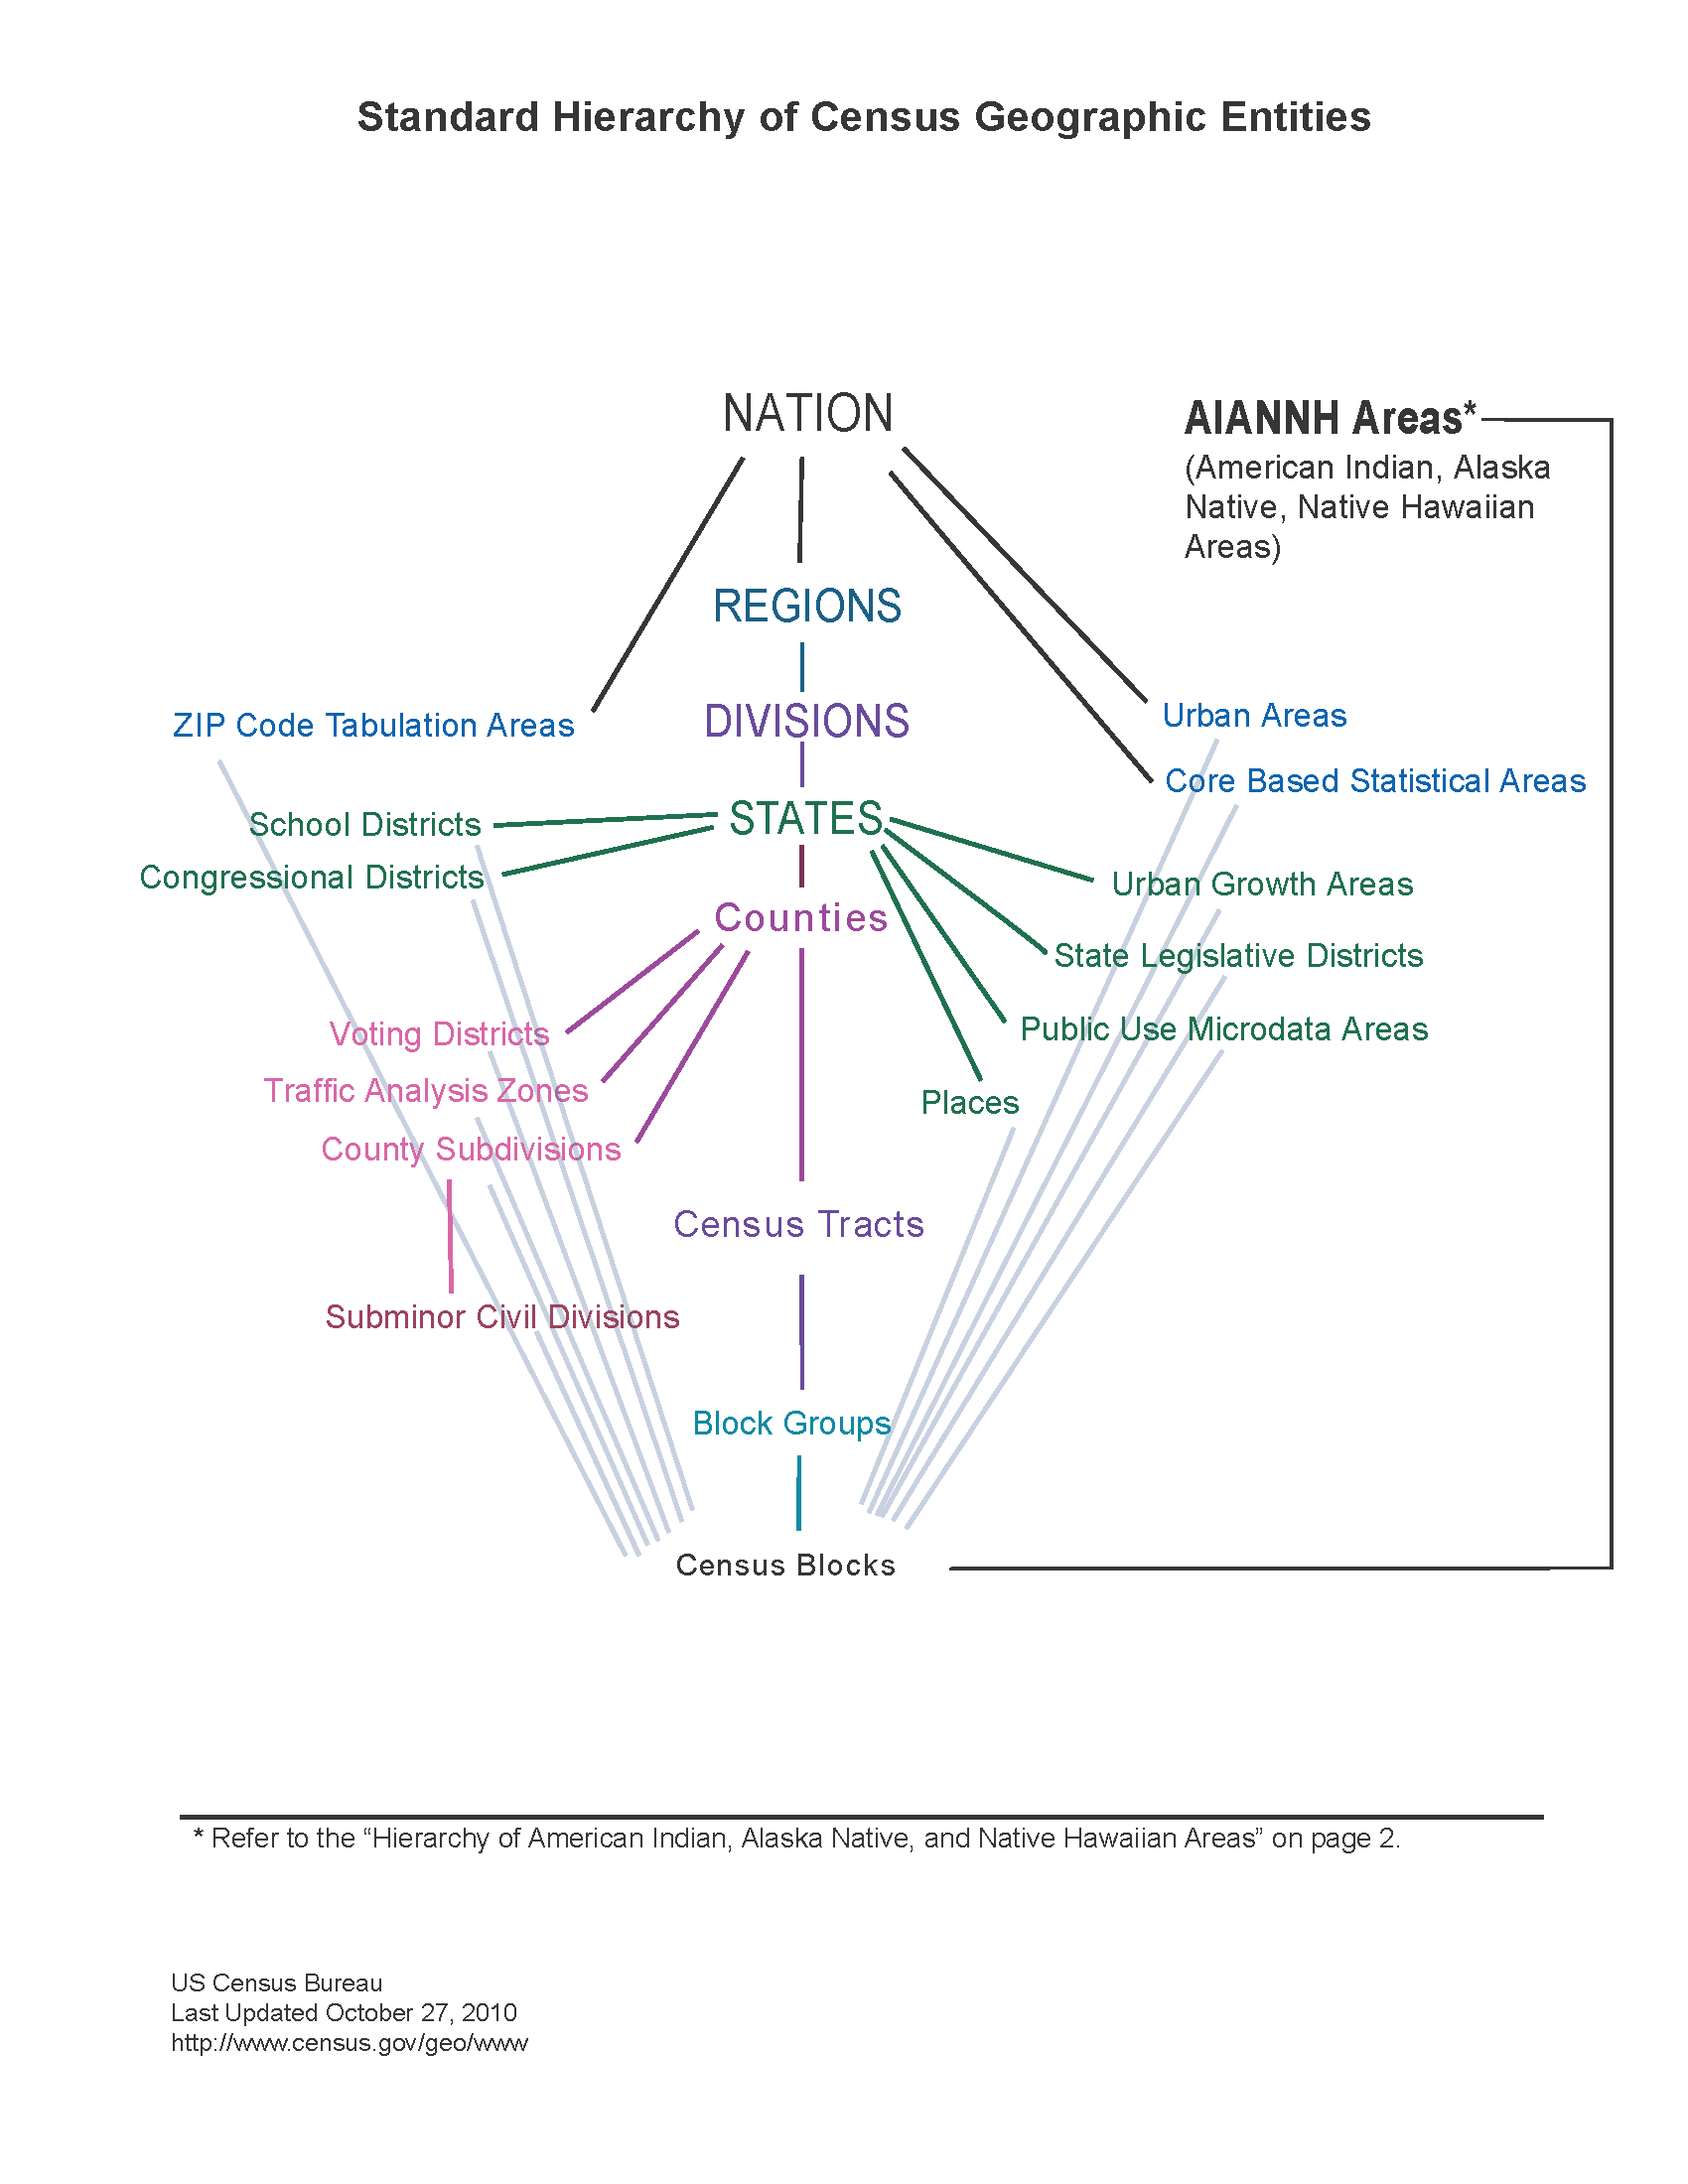 Standard Hierarchy of Census Geographic Entities
NATION
AIANNH Areas*
(American Indian, Alaska
Native, Native Hawaiian
Areas)
REGIONS
ZIP Code Tabulation Areas
DIVISIONS
Urban Areas
Core Based Statistical Areas
School Districts
STATES
Congressional Districts
Urban Growth Areas
Counties
State Legislative Districts
Voting Districts
Public Use Microdata Areas
Traffic Analysis Zones
Places
County Subdivisions
Census Tracts
Subminor Civil Divisions
Block Groups
Census Blocks
* Refer to the “Hierarchy of American Indian, Alaska Native, and Native Hawaiian Areas” on page 2.
US Census Bureau
Last Updated October 27, 2010
http://www.census.gov/geo/www